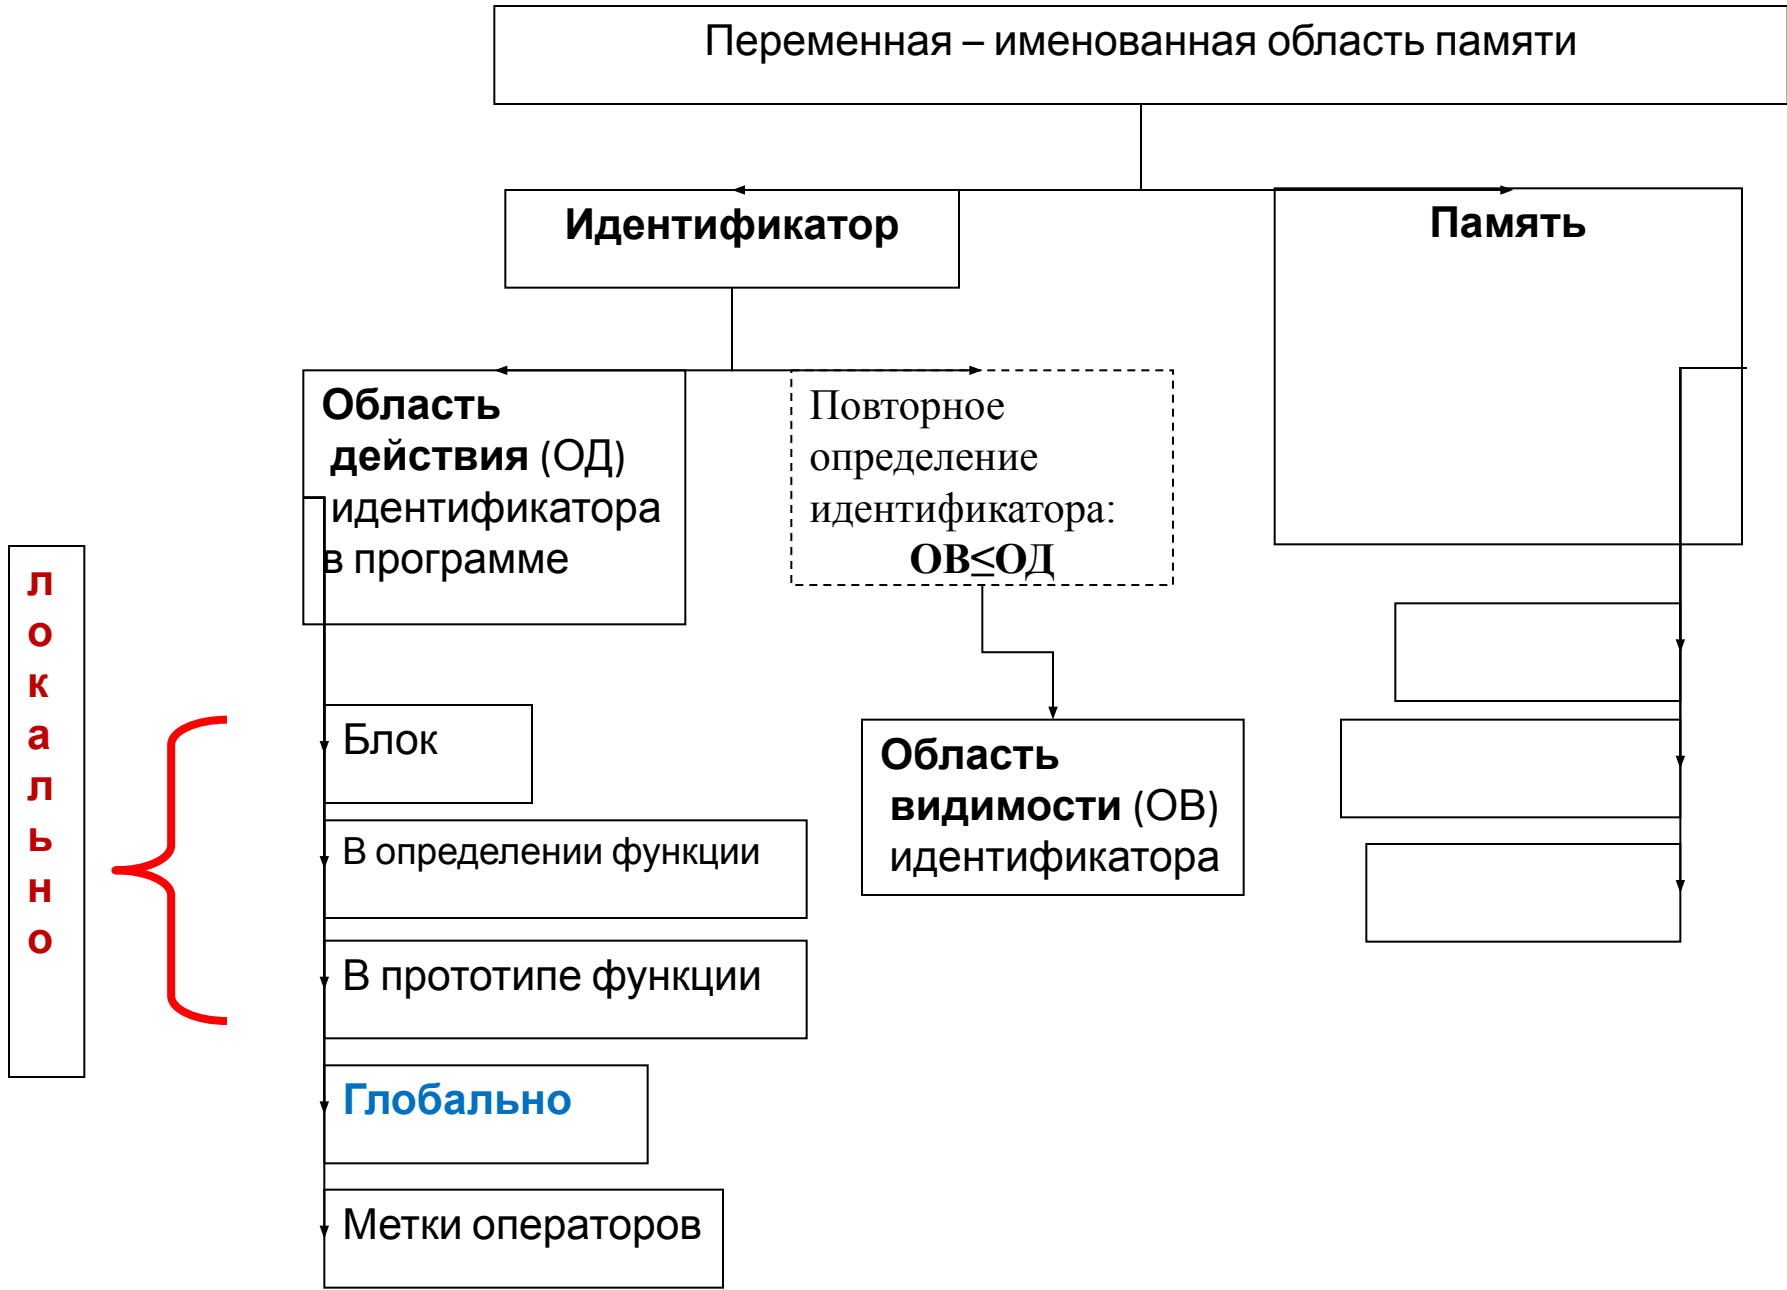 Переменная – именованная область памяти
Идентификатор
Память
Область
действия (ОД)
идентификатора
в программе
Повторное
определение
идентификатора:
ОВ≤ОД
л
о
к
а
л
ь
н
о
Блок
В определении функции
В прототипе функции
Глобально
Метки операторов
Область
видимости (ОВ)
идентификатора